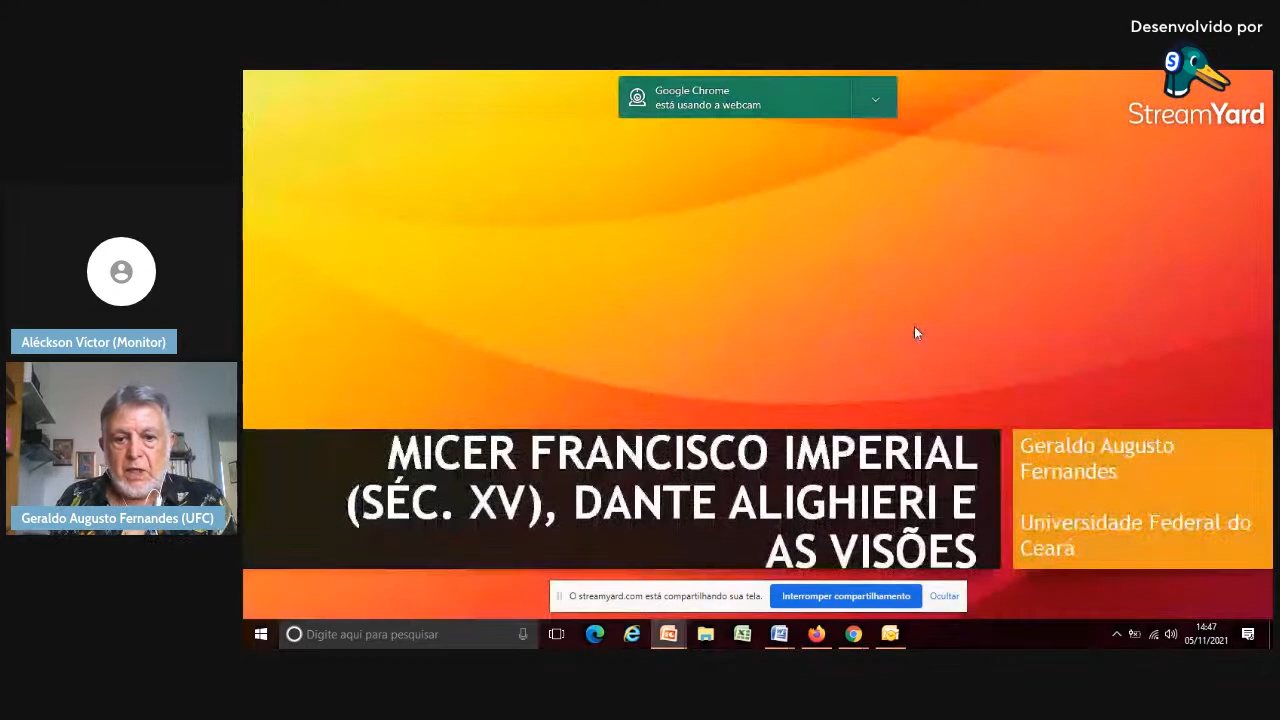 Desenvolvido por
StreamYard
Google Chrome
está usando a webcam
Aléckson Victor (Monitor)
Geraldo Augusto Fernandes (UFC)
MICER FRANCISCO IMPERIAL
(SÉC. XV), DANTE ALIGHIERI E
AS VISÕES
Geraldo Augusto
Fernandes
Universidade Federal do
Ceará
O streamyard.com está compartilhando sua tela.
Interromper compartilhamento
Ocultar
Digite aqui para pesquisar
14:47
05/11/2021